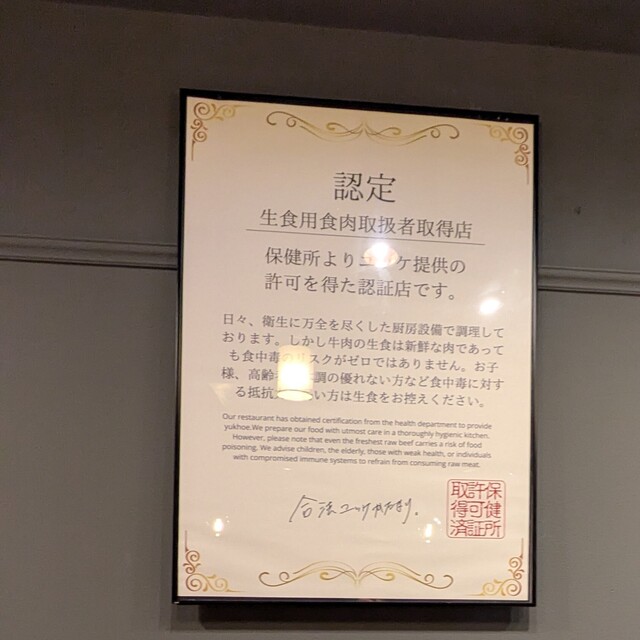 認定
生食用食肉取扱者取得店
保健所より ケ提供の
許可を得た認証店です。
日々、衛生に万全を尽くした厨房設備で調理して
おります。しかし牛肉の生食は新鮮な肉であって
も食中毒のリスクがゼロではありません。お子
様、高齢 調の優れない方など食中毒に対す
る抵抗 い方は生食をお控えください。
Our restaurant has obtained certification from the health department to provide
yukhoe.We prepare our food with utmost care in a thoroughly hygienic kitchen.
However, please note that even the freshest raw beef carries a risk of food
poisoning. We advise children, the elderly, those with weak health, or individuals
with compromised immune systems to refrain from consuming raw meat.
合法ユッケかたまり。
保健所
許可証
取得済